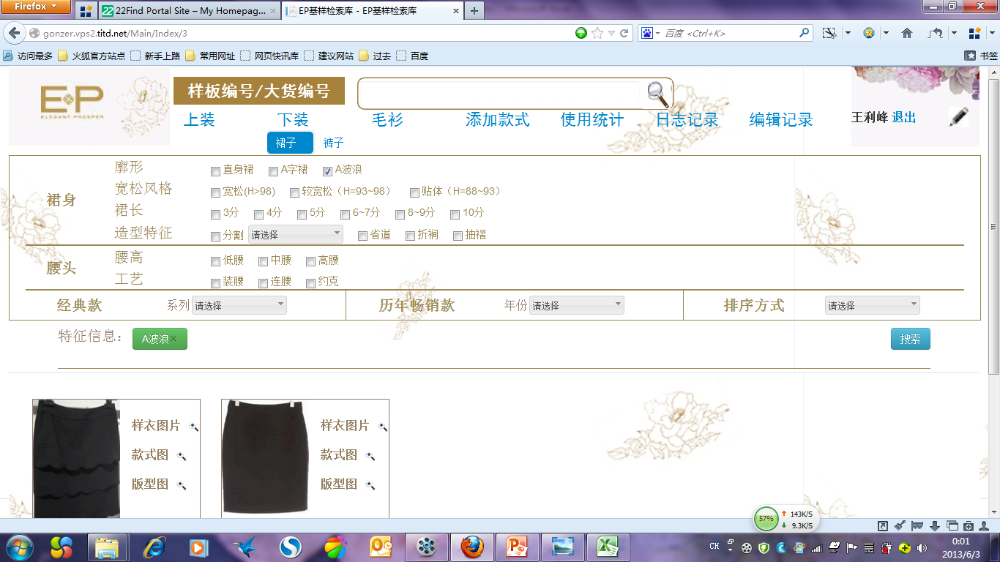 Firefox
22Find Portal Site – My Homepag...
EP基样检索库 - EP基样检索库
gonzer.vps2.titd.net/Main/Index/3
百度 <Ctrl+K>
访问最多 火狐官方站点 新手上路 常用网址 网页快讯库 建议网站 过去 百度 书签
E P
ELEGANT PROSPER
样板编号/大货编号
上装 下装 毛衫 添加款式 使用统计 日志记录 编辑记录
王利峰 退出
裙子 裤子
裙身
廓形 直身裙 A字裙 A波浪
宽松风格 宽松(H>98) 较宽松（H=93~98） 贴体（H=88~93）
裙长 3分 4分 5分 6~7分 8~9分 10分
造型特征 分割 请选择 省道 折裥 抽褶
腰头
腰高 低腰 中腰 高腰
工艺 装腰 连腰 约克
经典款 系列 请选择 历年畅销款 年份 请选择 排序方式 请选择
特征信息： A波浪× 搜索
样衣图片 样衣图片
款式图 款式图
版型图 版型图
57% 143K/S
9.3K/S
CH 0:01
2013/6/3